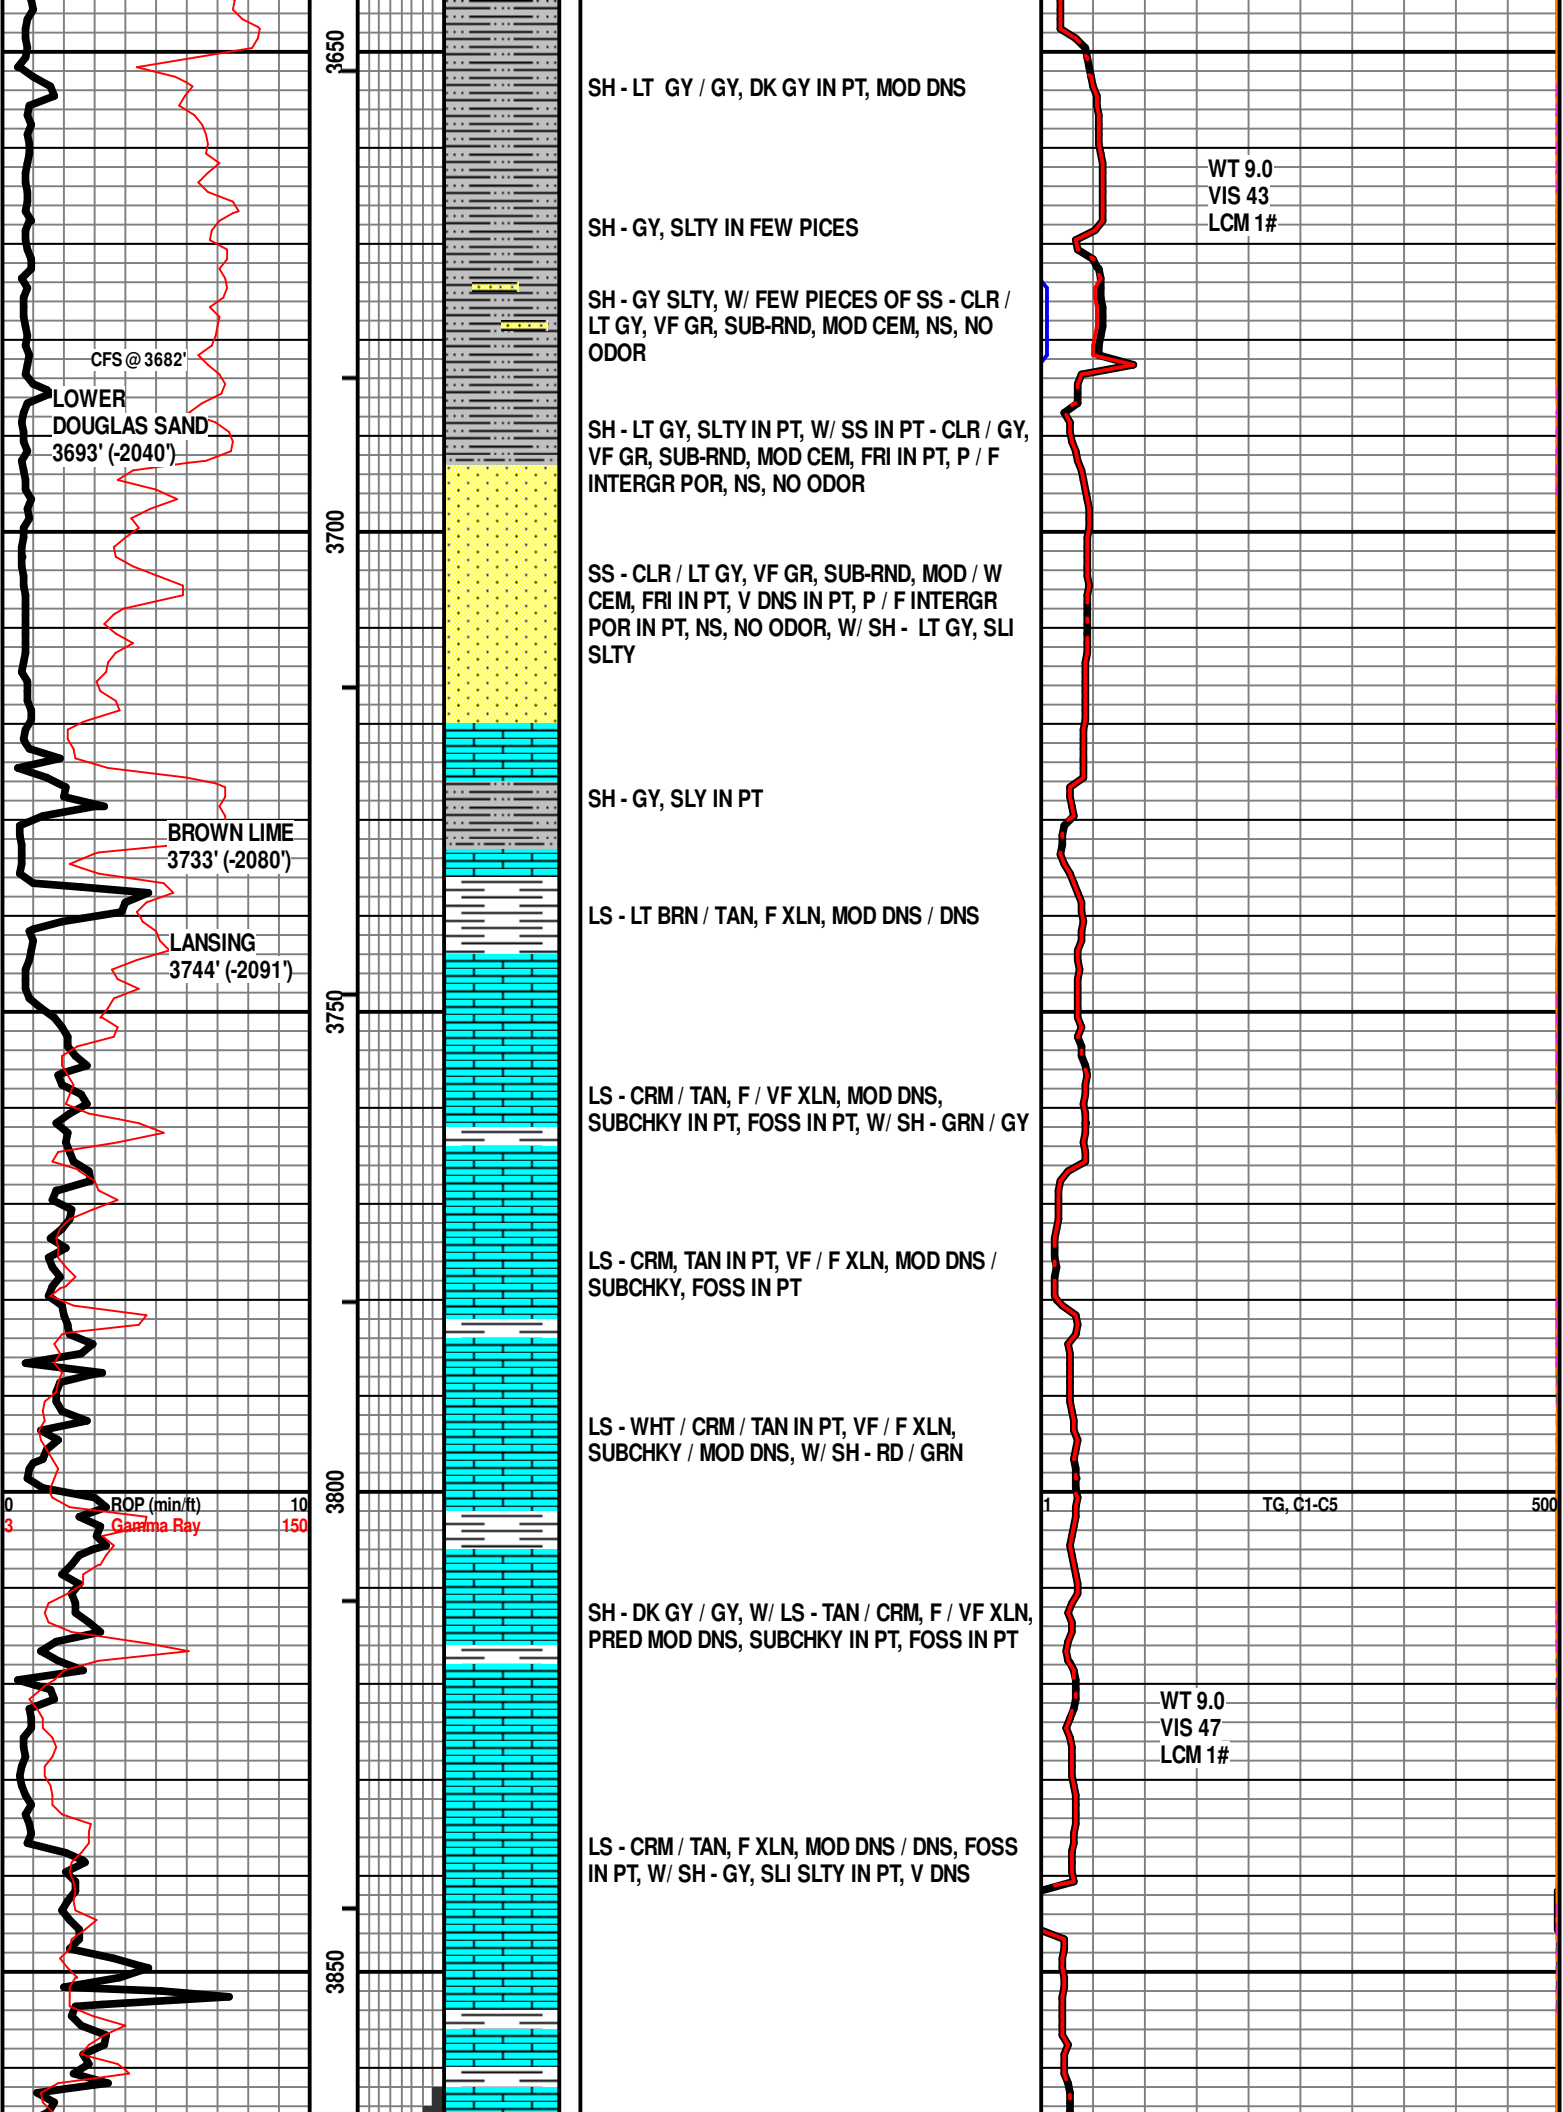 3650
SH - LT GY / GY, DK GY IN PT, MOD DNS
WT 9.0
VIS 43
LCM 1#
SH - GY, SLTY IN FEW PICES
SH - GY SLTY, W/ FEW PIECES OF SS - CLR /
LT GY, VF GR, SUB-RND, MOD CEM, NS, NO
ODOR
CFS @ 3682'
LOWER
DOUGLAS SAND
3693' (-2040')
SH - LT GY, SLTY IN PT, W/ SS IN PT - CLR / GY,
VF GR, SUB-RND, MOD CEM, FRI IN PT, P / F
INTERGR POR, NS, NO ODOR
3700
SS - CLR / LT GY, VF GR, SUB-RND, MOD / W
CEM, FRI IN PT, V DNS IN PT, P / F INTERGR
POR IN PT, NS, NO ODOR, W/ SH - LT GY, SLI
SLTY
SH - GY, SLY IN PT
BROWN LIME
3733' (-2080')
LS - LT BRN / TAN, F XLN, MOD DNS / DNS
LANSING
3744' (-2091')
3750
LS - CRM / TAN, F / VF XLN, MOD DNS,
SUBCHKY IN PT, FOSS IN PT, W/ SH - GRN / GY
LS - CRM, TAN IN PT, VF / F XLN, MOD DNS /
SUBCHKY, FOSS IN PT
LS - WHT / CRM / TAN IN PT, VF / F XLN,
SUBCHKY / MOD DNS, W/ SH - RD / GRN
3800
0 ROP (min/ft) 10
3 Gamma Ray 150
1 TG, C1-C5 500
SH - DK GY / GY, W/ LS - TAN / CRM, F / VF XLN,
PRED MOD DNS, SUBCHKY IN PT, FOSS IN PT
WT 9.0
VIS 47
LCM 1#
LS - CRM / TAN, F XLN, MOD DNS / DNS, FOSS
IN PT, W/ SH - GY, SLI SLTY IN PT, V DNS
3850